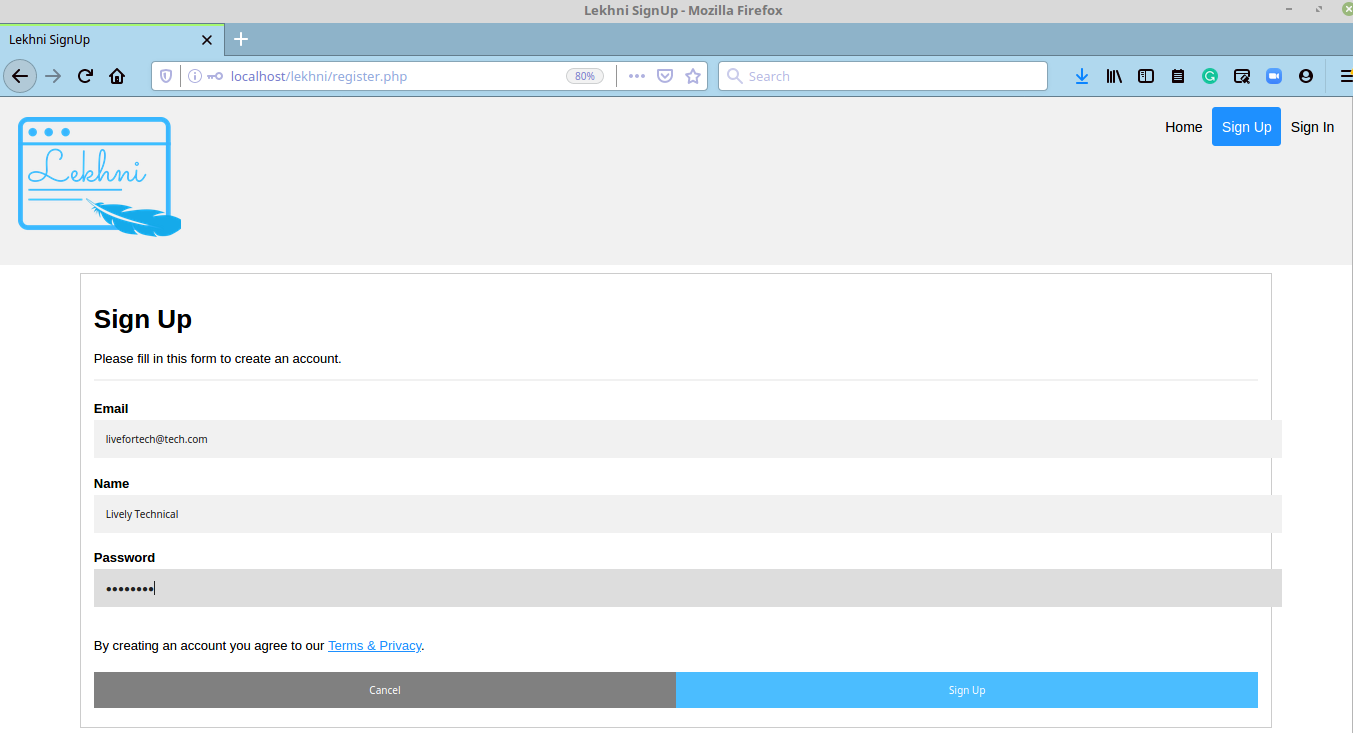 Lekhni SignUp - Mozilla Firefox
Lekhni SignUp
localhost/lekhni/register.php 80% Search
Home Sign Up Sign In
Lekhni
Sign Up
Please fill in this form to create an account.
Email
livefortech@tech.com
Name
Lively Technical
Password
••••••••
By creating an account you agree to our Terms & Privacy.
Cancel Sign Up